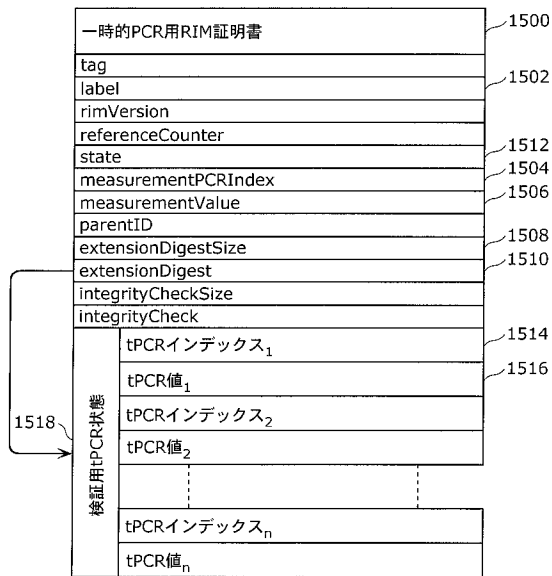 一時的PCR用RIM証明書
1500
tag
label
1502
rimVersion
referenceCounter
state
1512
measurementPCRIndex
1504
measurementValue
1506
parentID
extensionDigestSize
1508
extensionDigest
1510
integrityCheckSize
integrityCheck
検証用tPCR状態
1518
tPCRインデックス1
1514
tPCR値1
1516
tPCRインデックス2
tPCR値2
tPCRインデックスn
tPCR値n